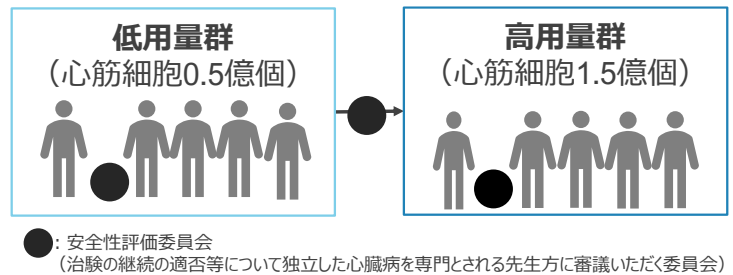 低用量群
（心筋細胞0.5億個）
高用量群
（心筋細胞1.5億個）
：安全性評価委員会
（治験の継続の適否等について独立した心臓病を専門とされる先生方に審議いただく委員会）